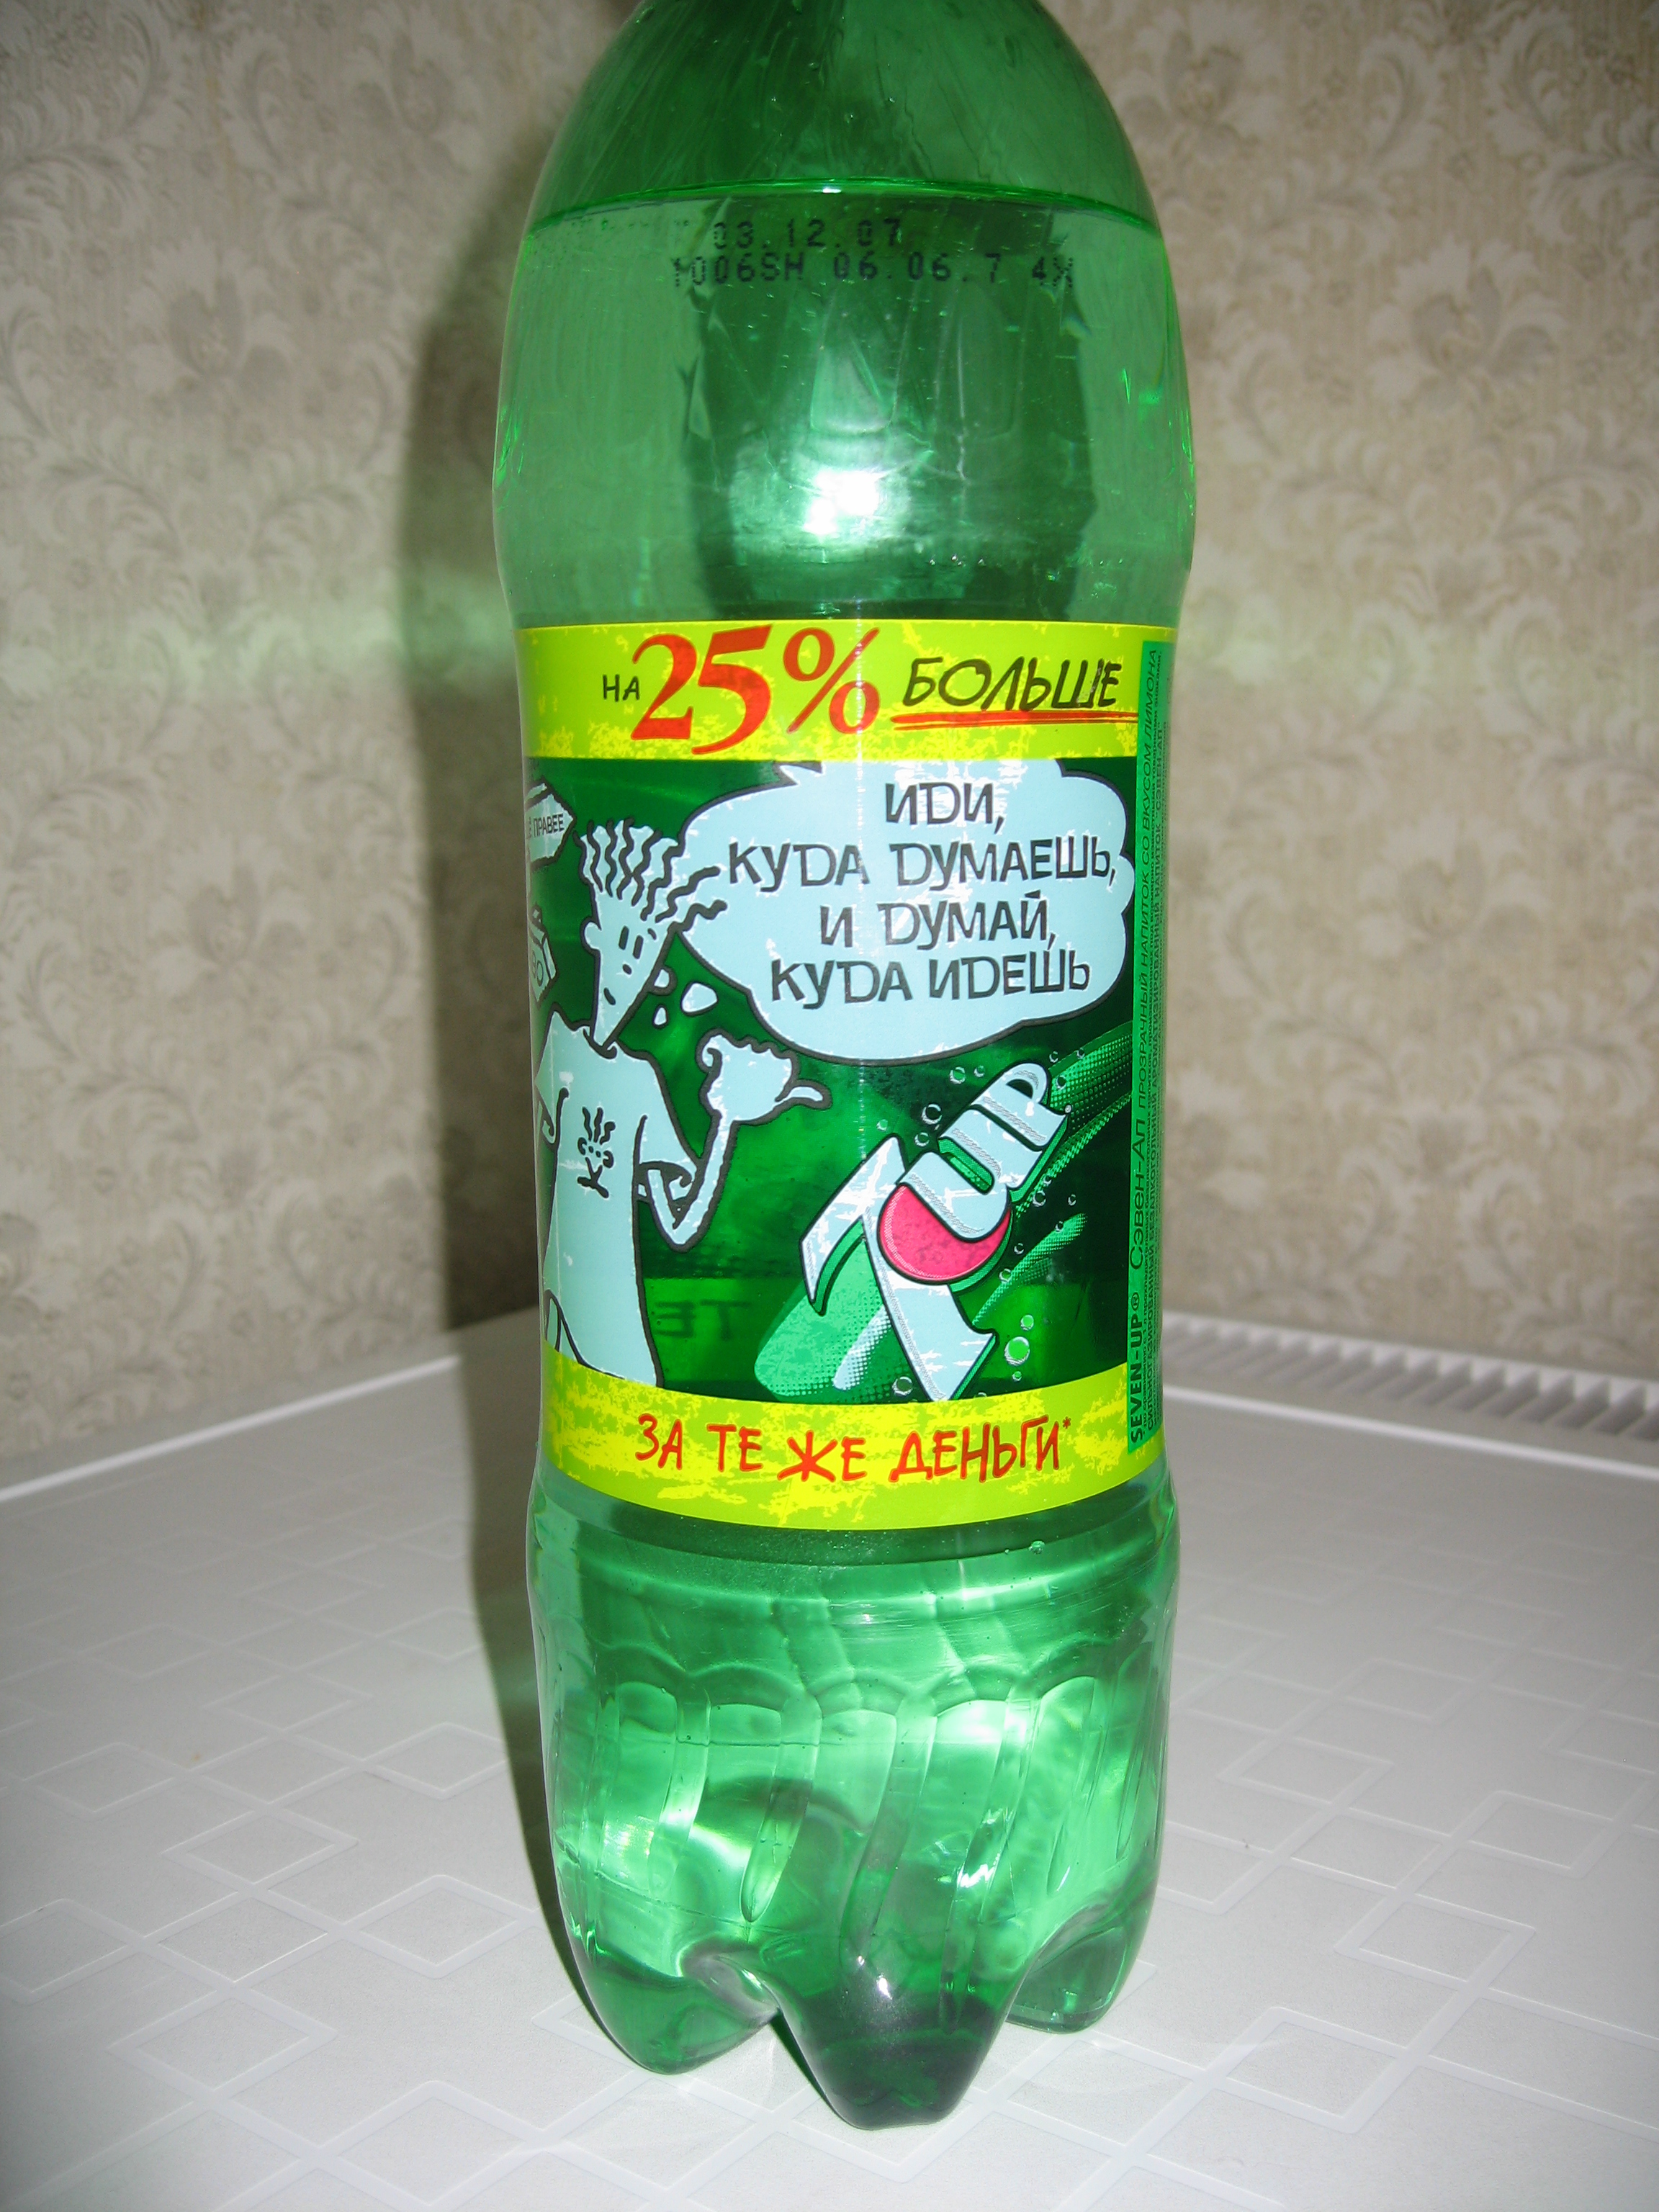 03.12.07
1006SH 06.06.7 4X
НА 25% БОЛЬШЕ
ПРАВЕЕ
ИДИ,
КУДА ДУМАЕШЬ,
И ДУМАЙ,
КУДА ИДЕШЬ
7UP
ЗА ТЕ ЖЕ ДЕНЬГИ*
SEVEN-UP® Сэвен-Ап ПРОЗРАЧНЫЙ НАПИТОК СО ВКУСОМ ЛИМОНА